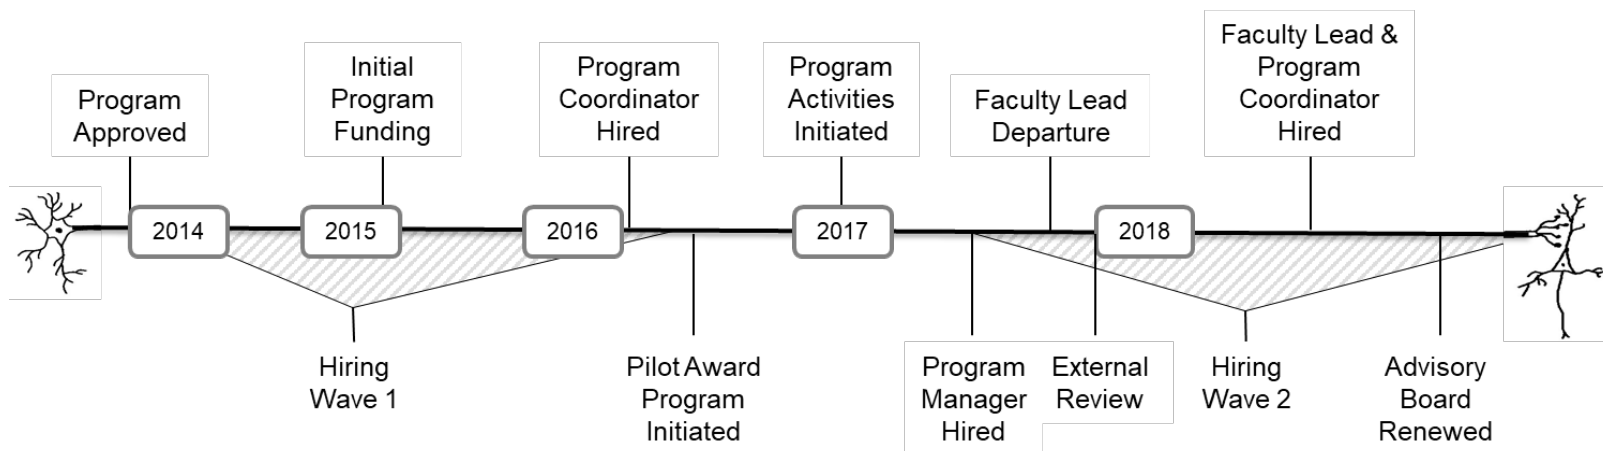 Program
Approved
Initial
Program
Funding
Program
Coordinator
Hired
Program
Activities
Initiated
Faculty Lead
Departure
Faculty Lead &
Program
Coordinator
Hired
2014
2015
2016
2017
2018
Hiring
Wave 1
Pilot Award
Program
Initiated
Program
Manager
Hired
External
Review
Hiring
Wave 2
Advisory
Board
Renewed